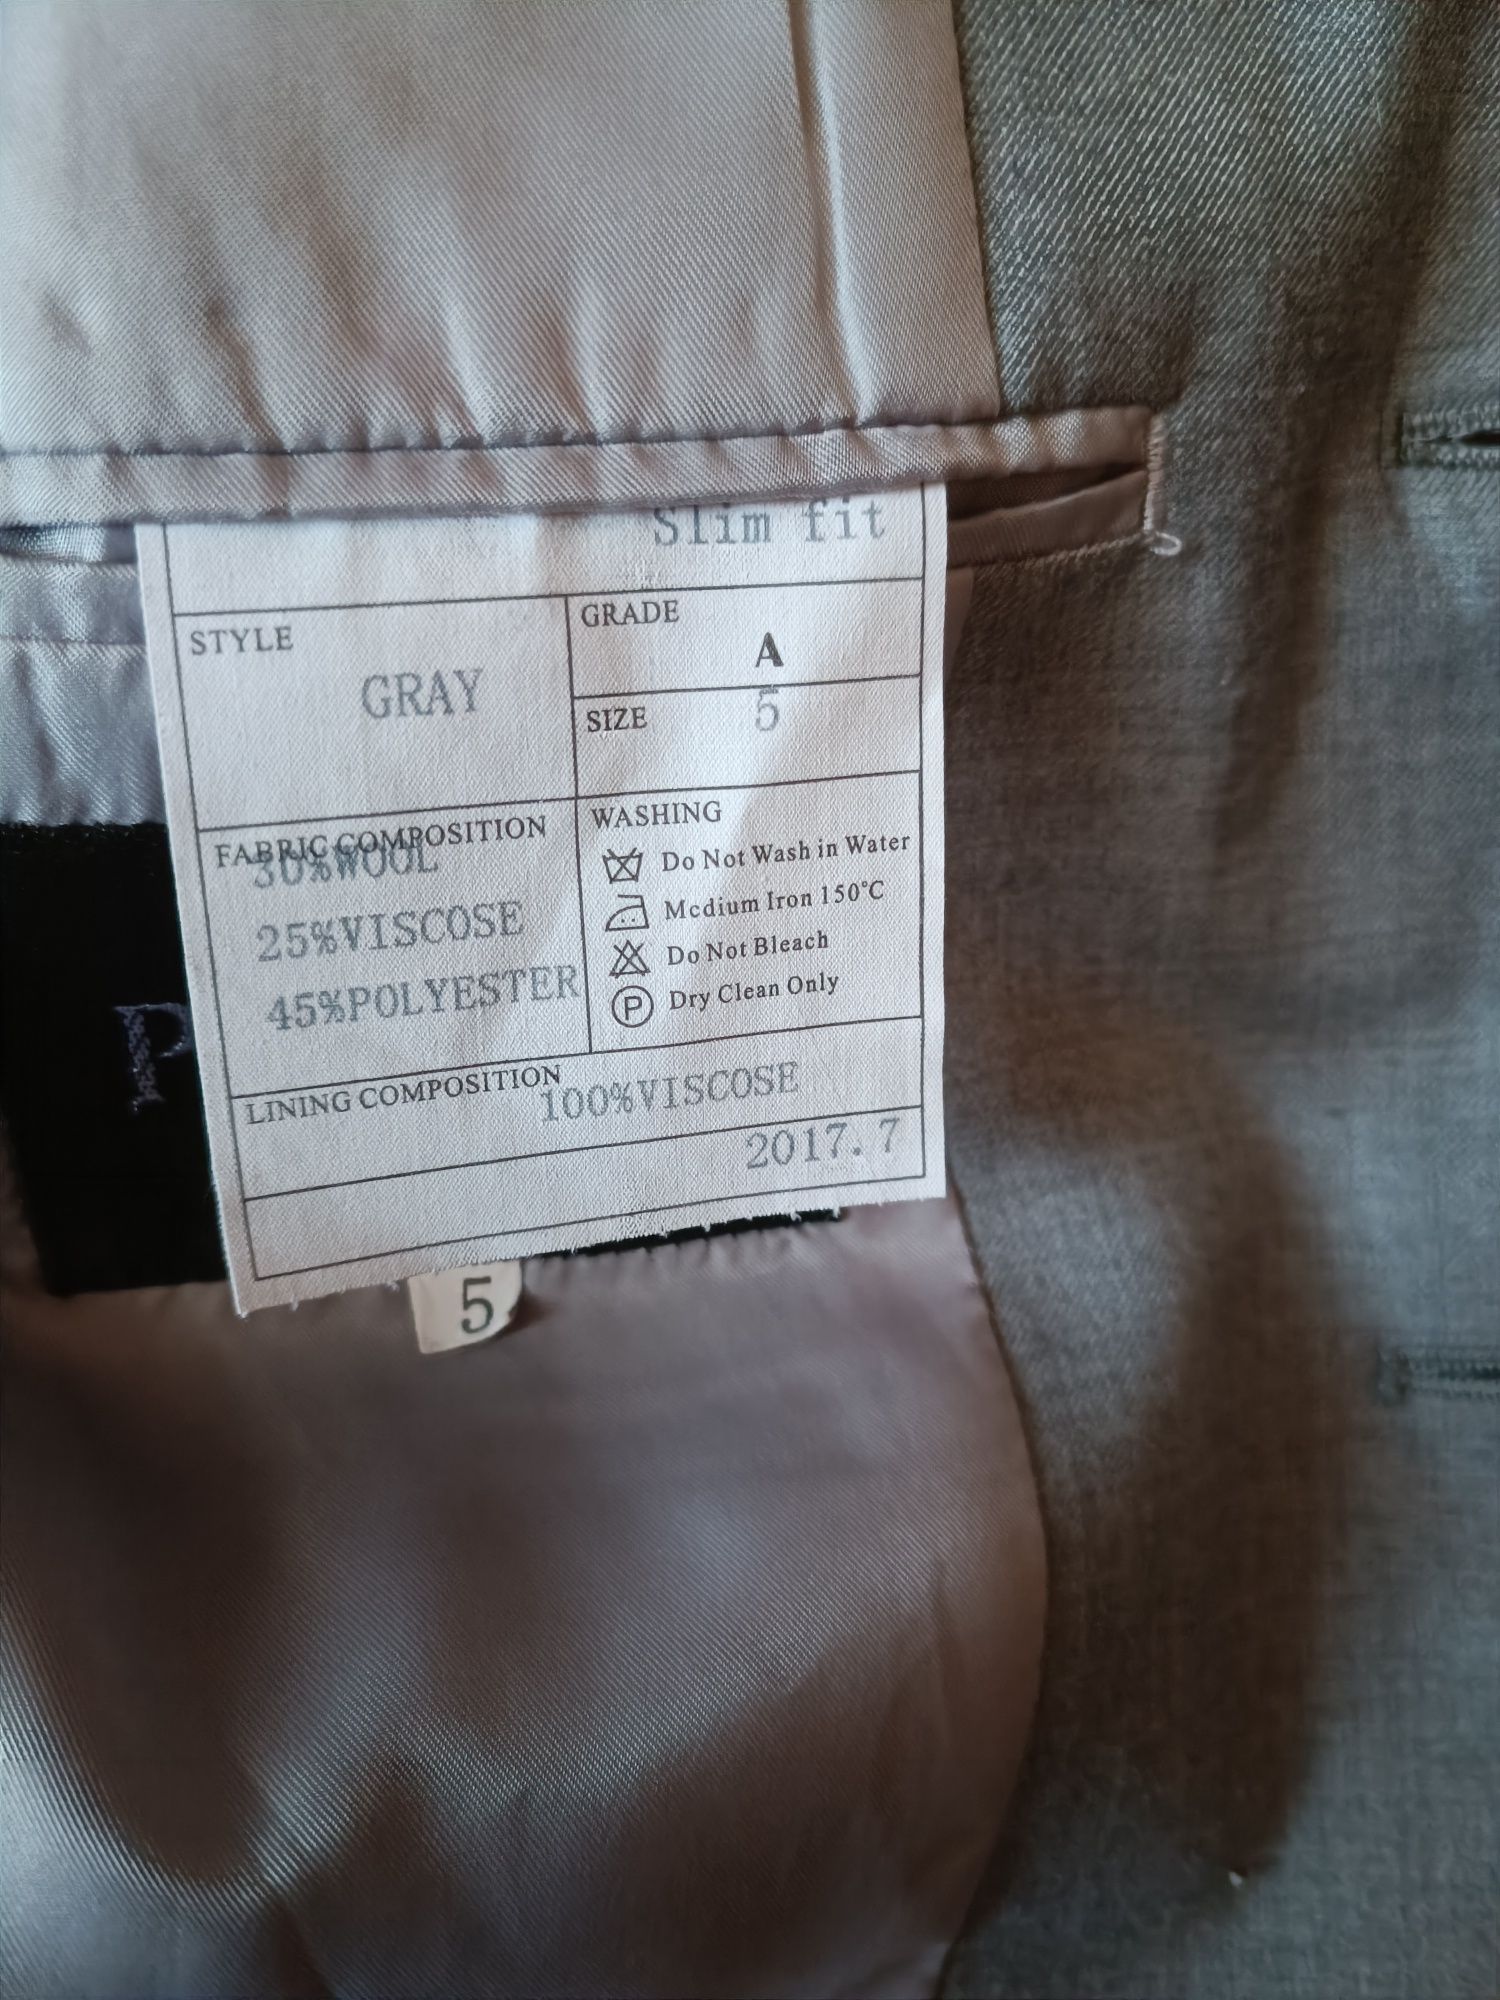 Slim fit
STYLE
GRAY
GRADE
A
SIZE 5
FABRIC COMPOSITION
30%WOOL
25%VISCOSE
45%POLYESTER
WASHING
Do Not Wash in Water
Medium Iron 150°C
Do Not Bleach
P Dry Clean Only
LINING COMPOSITION 100%VISCOSE
2017. 7
P
5